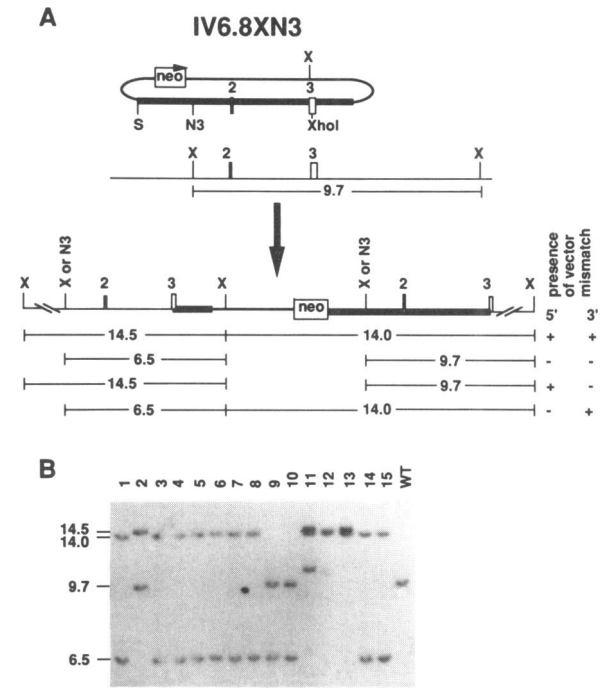 A
IV6.8XN3
X
neo
2
3
S
N3
XhoI
X
2
3
X
9.7
X
X or N3
2
3
X
X or N3
2
3
X
presence
of vector
mismatch
neo
5'
3'
14.5
14.0
+
+
6.5
9.7
-
-
14.5
9.7
+
-
6.5
14.0
-
+
B
1
2
3
4
5
6
7
8
9
10
11
12
13
14
15
WT
14.5
14.0
9.7
6.5